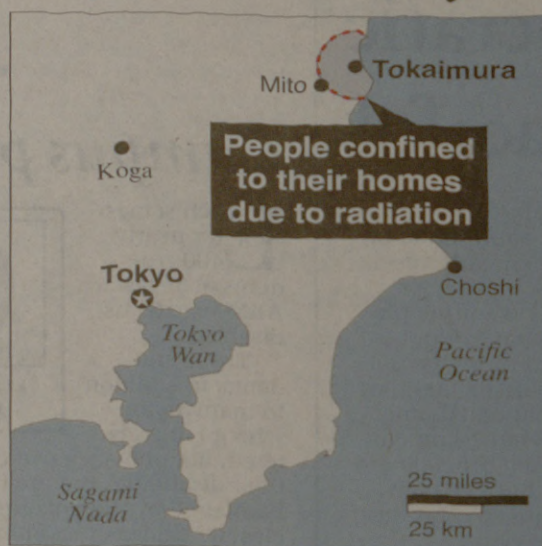 Tokaimura
Mito
People confined
to their homes
due to radiation
Koga
Tokyo
Choshi
Tokyo
Wan
Pacific
Ocean
Sagami
Nada
25 miles
25 km